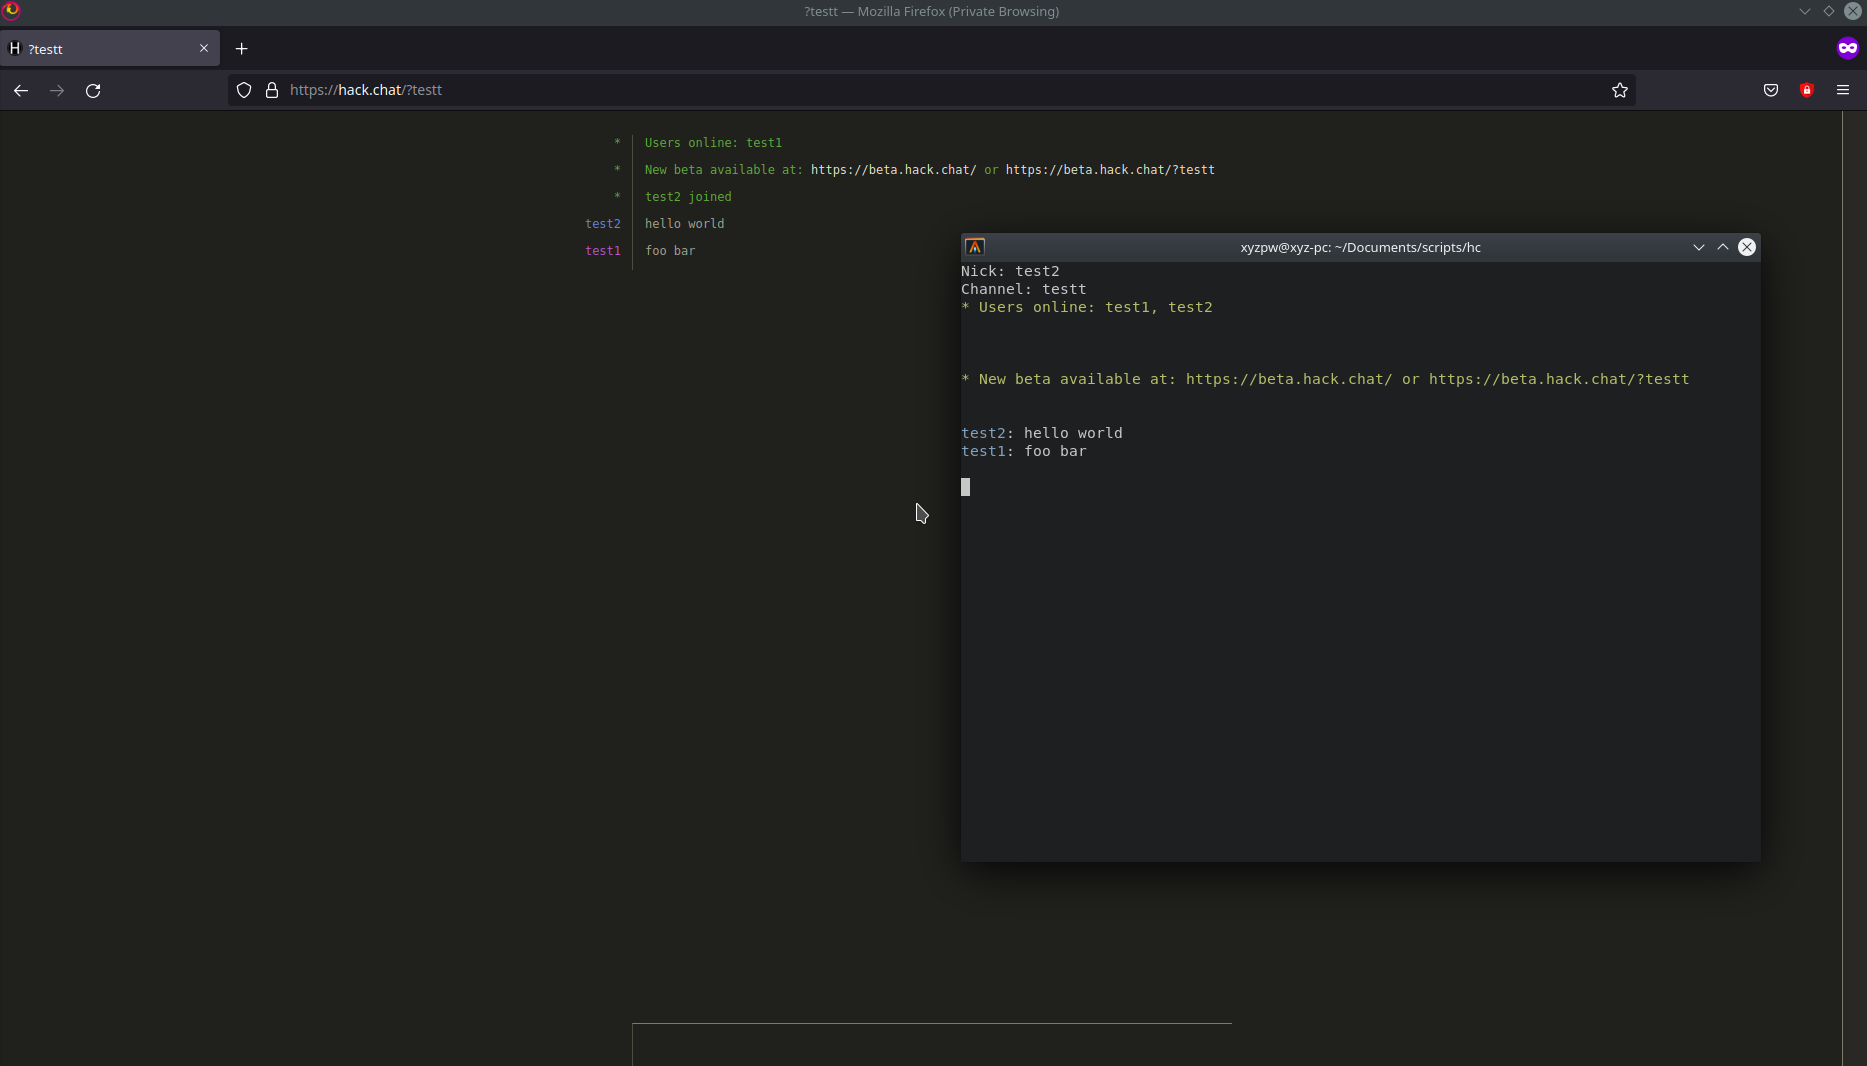 ?testt — Mozilla Firefox (Private Browsing)
H ?testt
https://hack.chat/?testt
* Users online: test1
* New beta available at: https://beta.hack.chat/ or https://beta.hack.chat/?testt
* test2 joined
test2 hello world
test1 foo bar
xyzpw@xyz-pc: ~/Documents/scripts/hc
Nick: test2
Channel: testt
* Users online: test1, test2
* New beta available at: https://beta.hack.chat/ or https://beta.hack.chat/?testt
test2: hello world
test1: foo bar